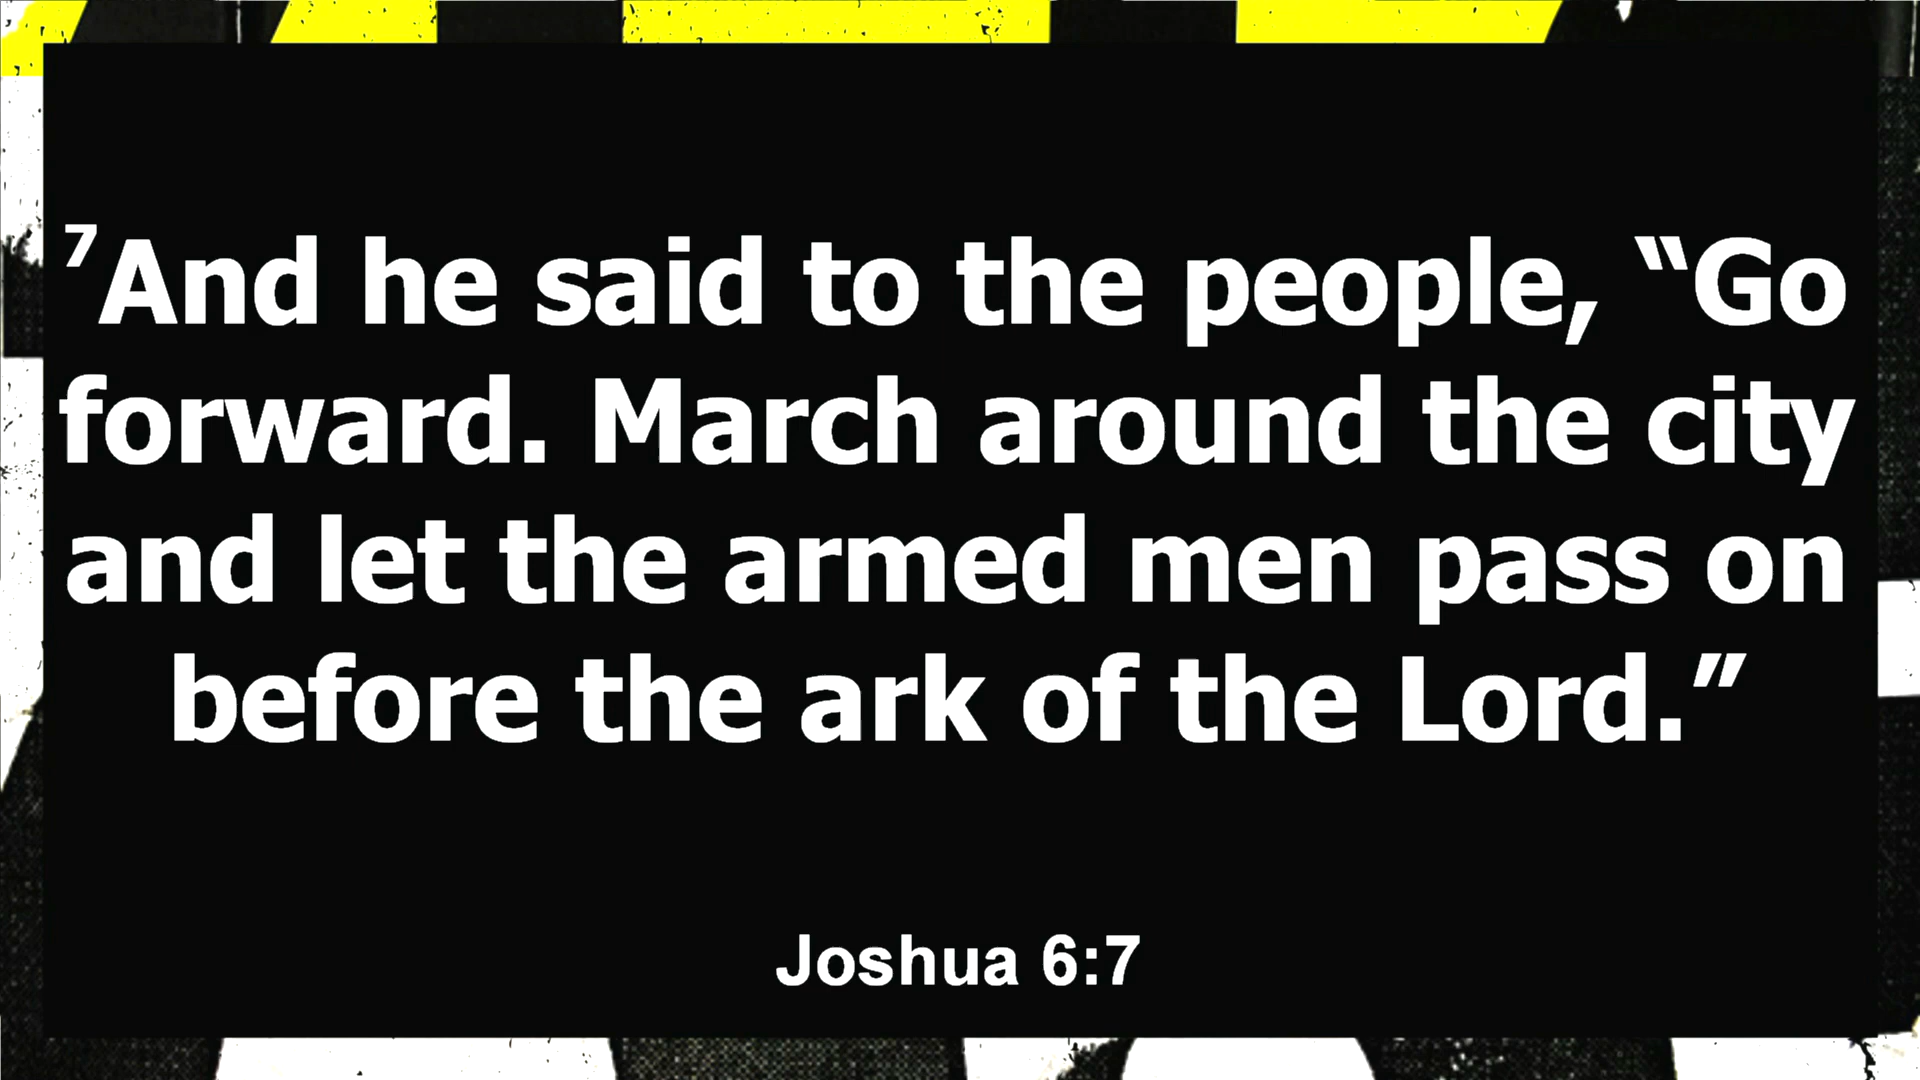 ⁷And he said to the people, “Go
forward. March around the city
and let the armed men pass on
before the ark of the Lord.”
Joshua 6:7